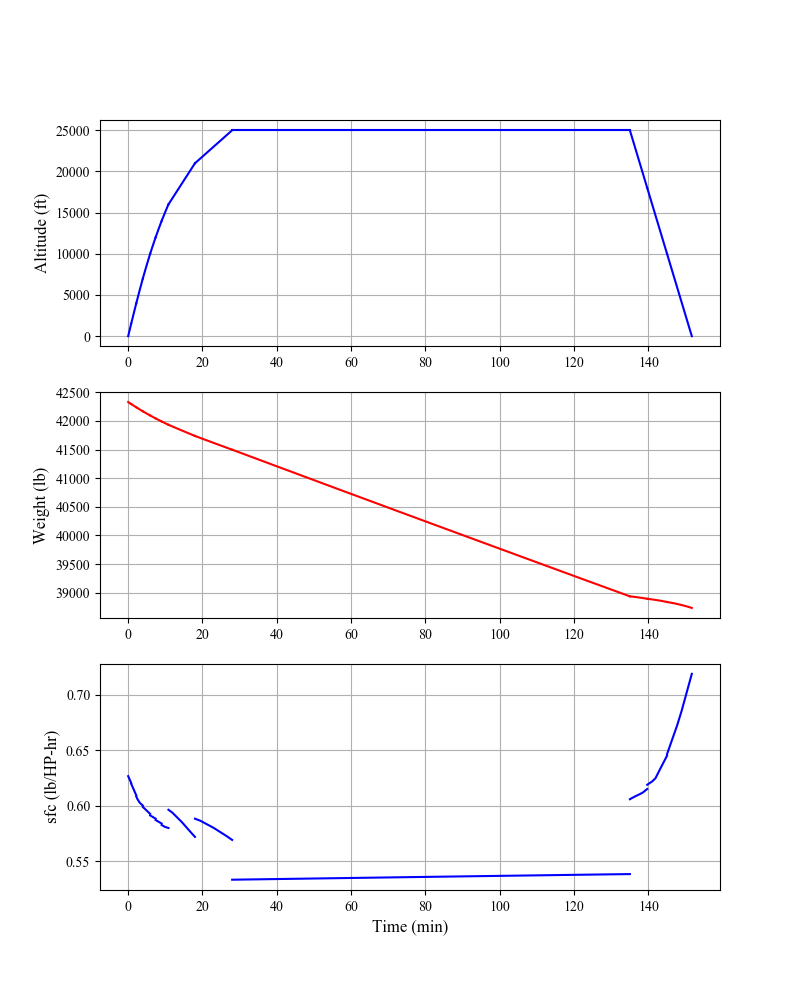 25000
20000
15000
10000
5000
0
Altitude (ft)
0 20 40 60 80 100 120 140
42500
42000
41500
41000
40500
40000
39500
39000
Weight (lb)
0 20 40 60 80 100 120 140
0.70
0.65
0.60
0.55
sfc (lb/HP-hr)
0 20 40 60 80 100 120 140
Time (min)